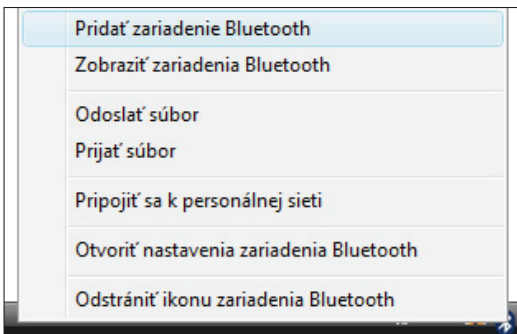 Pridať zariadenie Bluetooth
Zobraziť zariadenia Bluetooth
Odoslať súbor
Prijať súbor
Pripojiť sa k personálnej sieti
Otvoriť nastavenia zariadenia Bluetooth
Odstrániť ikonu zariadenia Bluetooth